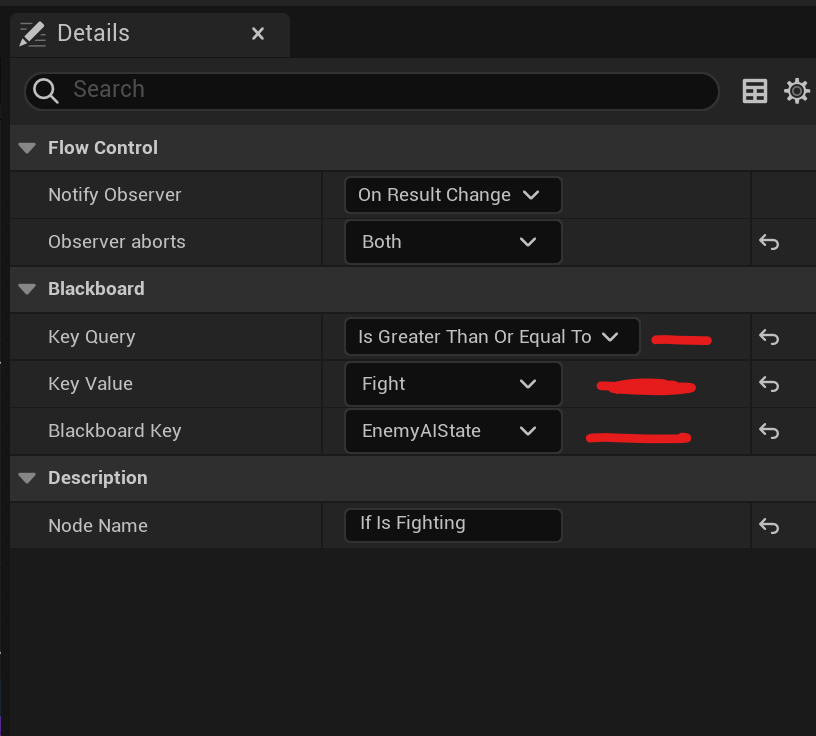 Details
Search
Flow Control
Notify Observer On Result Change
Observer aborts Both
Blackboard
Key Query Is Greater Than Or Equal To
Key Value Fight
Blackboard Key EnemyAIState
Description
Node Name If Is Fighting